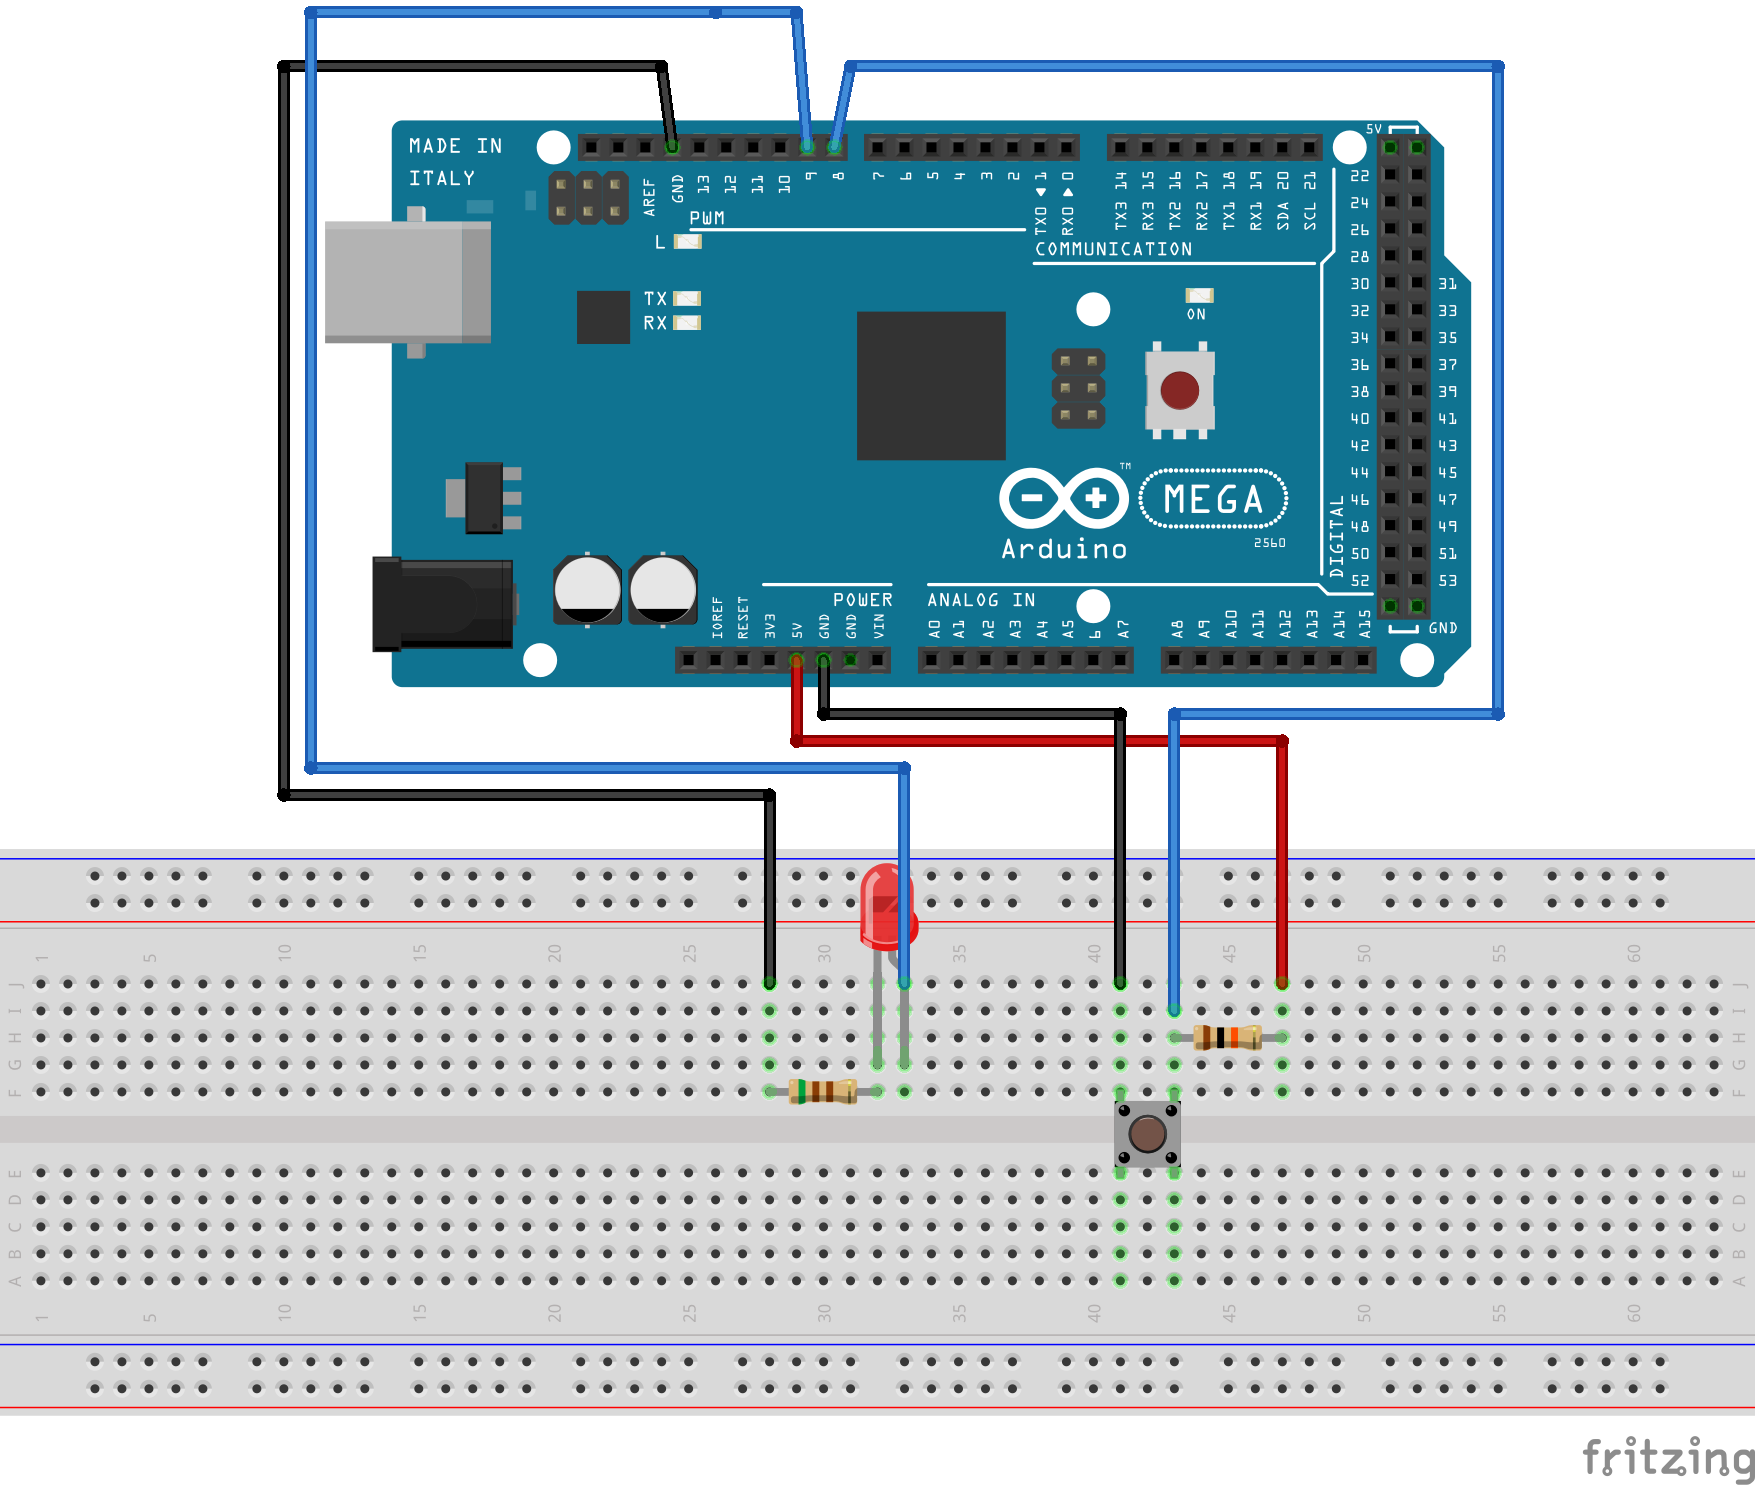 MADE IN
ITALY
AREF
GND
13
12
11
10
9
8
7
6
5
4
3
2
TX0 ◀ 1
RX0 ▶ 0
TX3 14
RX3 15
TX2 16
RX2 17
TX1 18
RX1 19
SDA 20
SCL 21
5V
PWM
COMMUNICATION
L
TX
RX
ON
22
24
26
28
30 31
32 33
34 35
36 37
38 39
40 41
42 43
44 45
46 47
48 49
50 51
52 53
GND
DIGITAL
TM
MEGA
2560
Arduino
POWER
ANALOG IN
IOREF
RESET
3V3
5V
GND
GND
VIN
A0
A1
A2
A3
A4
A5
6
A7
A8
A9
A10
A11
A12
A13
A14
A15
1 5 10 15 20 25 30 35 40 45 50 55 60
J J
I I
H H
G G
F F
E E
D D
C C
B B
A A
1 5 10 15 20 25 30 35 40 45 50 55 60
fritzing